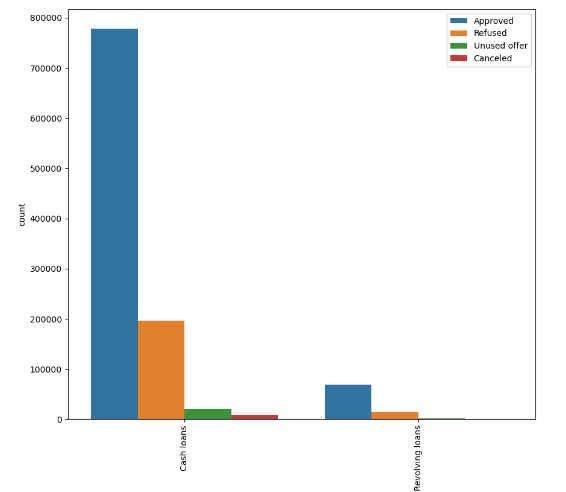 800000
700000
600000
500000
400000
300000
200000
100000
0
count
Approved
Refused
Unused offer
Canceled
Cash loans
Revolving loans